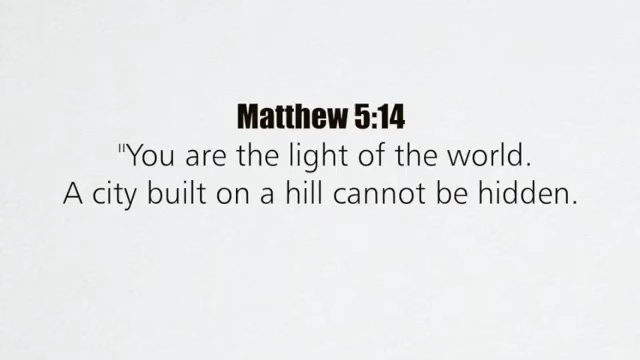 Matthew 5:14
"You are the light of the world.
A city built on a hill cannot be hidden.